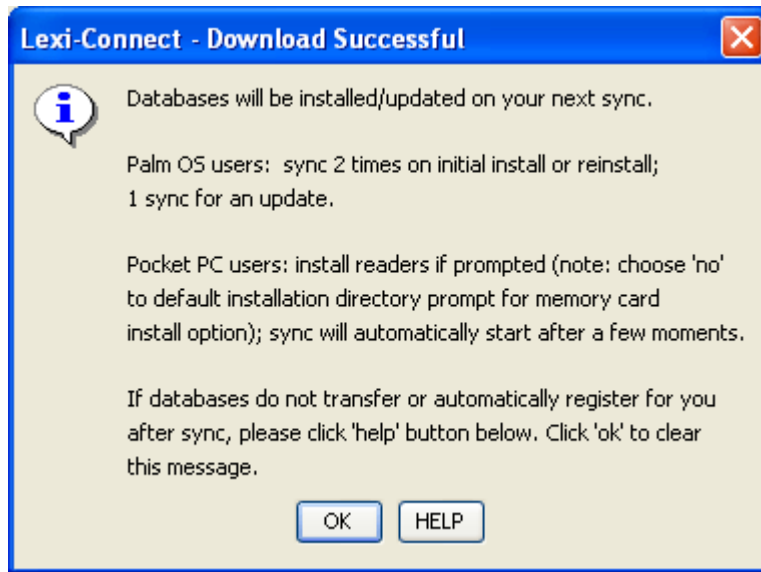 Lexi-Connect - Download Successful
Databases will be installed/updated on your next sync.
Palm OS users: sync 2 times on initial install or reinstall;
1 sync for an update.
Pocket PC users: install readers if prompted (note: choose 'no'
to default installation directory prompt for memory card
install option); sync will automatically start after a few moments.
If databases do not transfer or automatically register for you
after sync, please click 'help' button below. Click 'ok' to clear
this message.
OK HELP